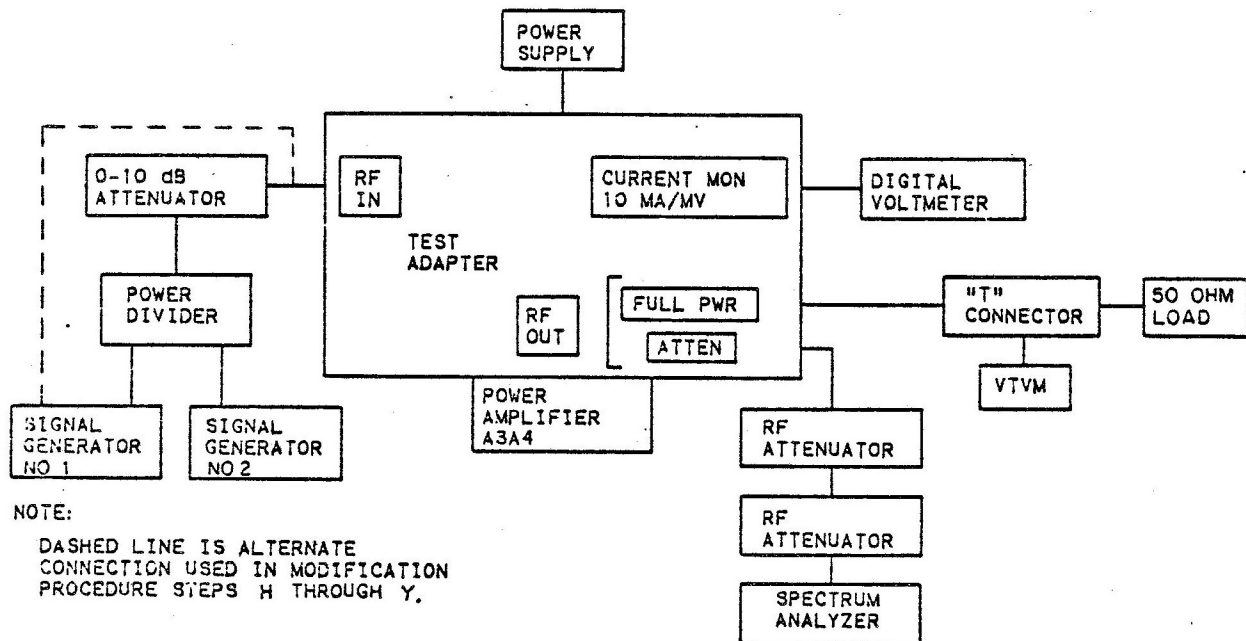 POWER
SUPPLY
0-10 dB
ATTENUATOR
RF
IN
CURRENT MON
10 MA/MV
DIGITAL
VOLTMETER
TEST
ADAPTER
POWER
DIVIDER
RF
OUT
FULL PWR
ATTEN
"T"
CONNECTOR
50 OHM
LOAD
VTVM
SIGNAL
GENERATOR
NO 1
SIGNAL
GENERATOR
NO 2
POWER
AMPLIFIER
A3A4
RF
ATTENUATOR
RF
ATTENUATOR
SPECTRUM
ANALYZER
NOTE:
DASHED LINE IS ALTERNATE
CONNECTION USED IN MODIFICATION
PROCEDURE STEPS H THROUGH Y.